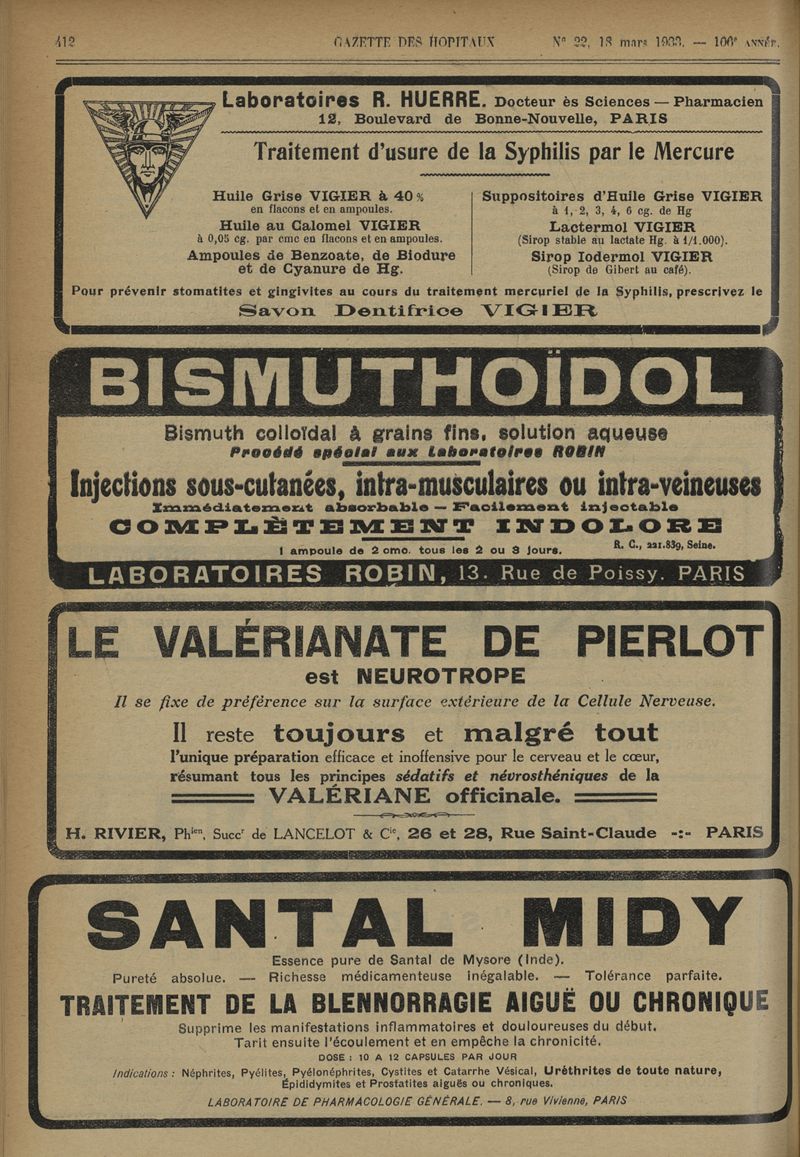 412 GAZETTE DES HOPITAUX N° 22, 18 mars 1933. — 106e ANNÉE.
Laboratoires R. HUERRE. Docteur ès Sciences — Pharmacien
12, Boulevard de Bonne-Nouvelle, PARIS
Traitement d'usure de la Syphilis par le Mercure
Huile Grise VIGIER à 40 %
en flacons et en ampoules.
Huile au Calomel VIGIER
à 0,05 cg. par cmc en flacons et en ampoules.
Ampoules de Benzoate, de Biodure
et de Cyanure de Hg.
Suppositoires d'Huile Grise VIGIER
à 1, 2, 3, 4, 6 cg. de Hg
Lactermol VIGIER
(Sirop stable au lactate Hg. à 1/1.000).
Sirop Iodermol VIGIER
(Sirop de Gibert au café).
Pour prévenir stomatites et gingivites au cours du traitement mercuriel de la Syphilis, prescrivez le
Savon Dentifrice VIGIER
BISMUTHOÏDOL
Bismuth colloïdal à grains fins, solution aqueuse
Procédé spécial aux Laboratoires ROBIN
Injections sous-cutanées, intra-musculaires ou intra-veineuses
Immédiatement absorbable — Facilement injectable
COMPLÈTEMENT INDOLORE
1 ampoule de 2 cmc. tous les 2 ou 3 jours. R. C., 221.839, Seine.
LABORATOIRES ROBIN, 13. Rue de Poissy. PARIS
LE VALÉRIANATE DE PIERLOT
est NEUROTROPE
Il se fixe de préférence sur la surface extérieure de la Cellule Nerveuse.
Il reste toujours et malgré tout
l'unique préparation efficace et inoffensive pour le cerveau et le cœur,
résumant tous les principes sédatifs et névrosthéniques de la
VALÉRIANE officinale.
H. RIVIER, Phien, Succr de LANCELOT & Cie, 26 et 28, Rue Saint-Claude -:- PARIS
SANTAL MIDY
Essence pure de Santal de Mysore (Inde).
Pureté absolue. — Richesse médicamenteuse inégalable. — Tolérance parfaite.
TRAITEMENT DE LA BLENNORRAGIE AIGUË OU CHRONIQUE
Supprime les manifestations inflammatoires et douloureuses du début.
Tarit ensuite l'écoulement et en empêche la chronicité.
DOSE : 10 A 12 CAPSULES PAR JOUR
Indications : Néphrites, Pyélites, Pyélonéphrites, Cystites et Catarrhe Vésical, Uréthrites de toute nature,
Épididymites et Prostatites aiguës ou chroniques.
LABORATOIRE DE PHARMACOLOGIE GÉNÉRALE. — 8, rue Vivienne, PARIS